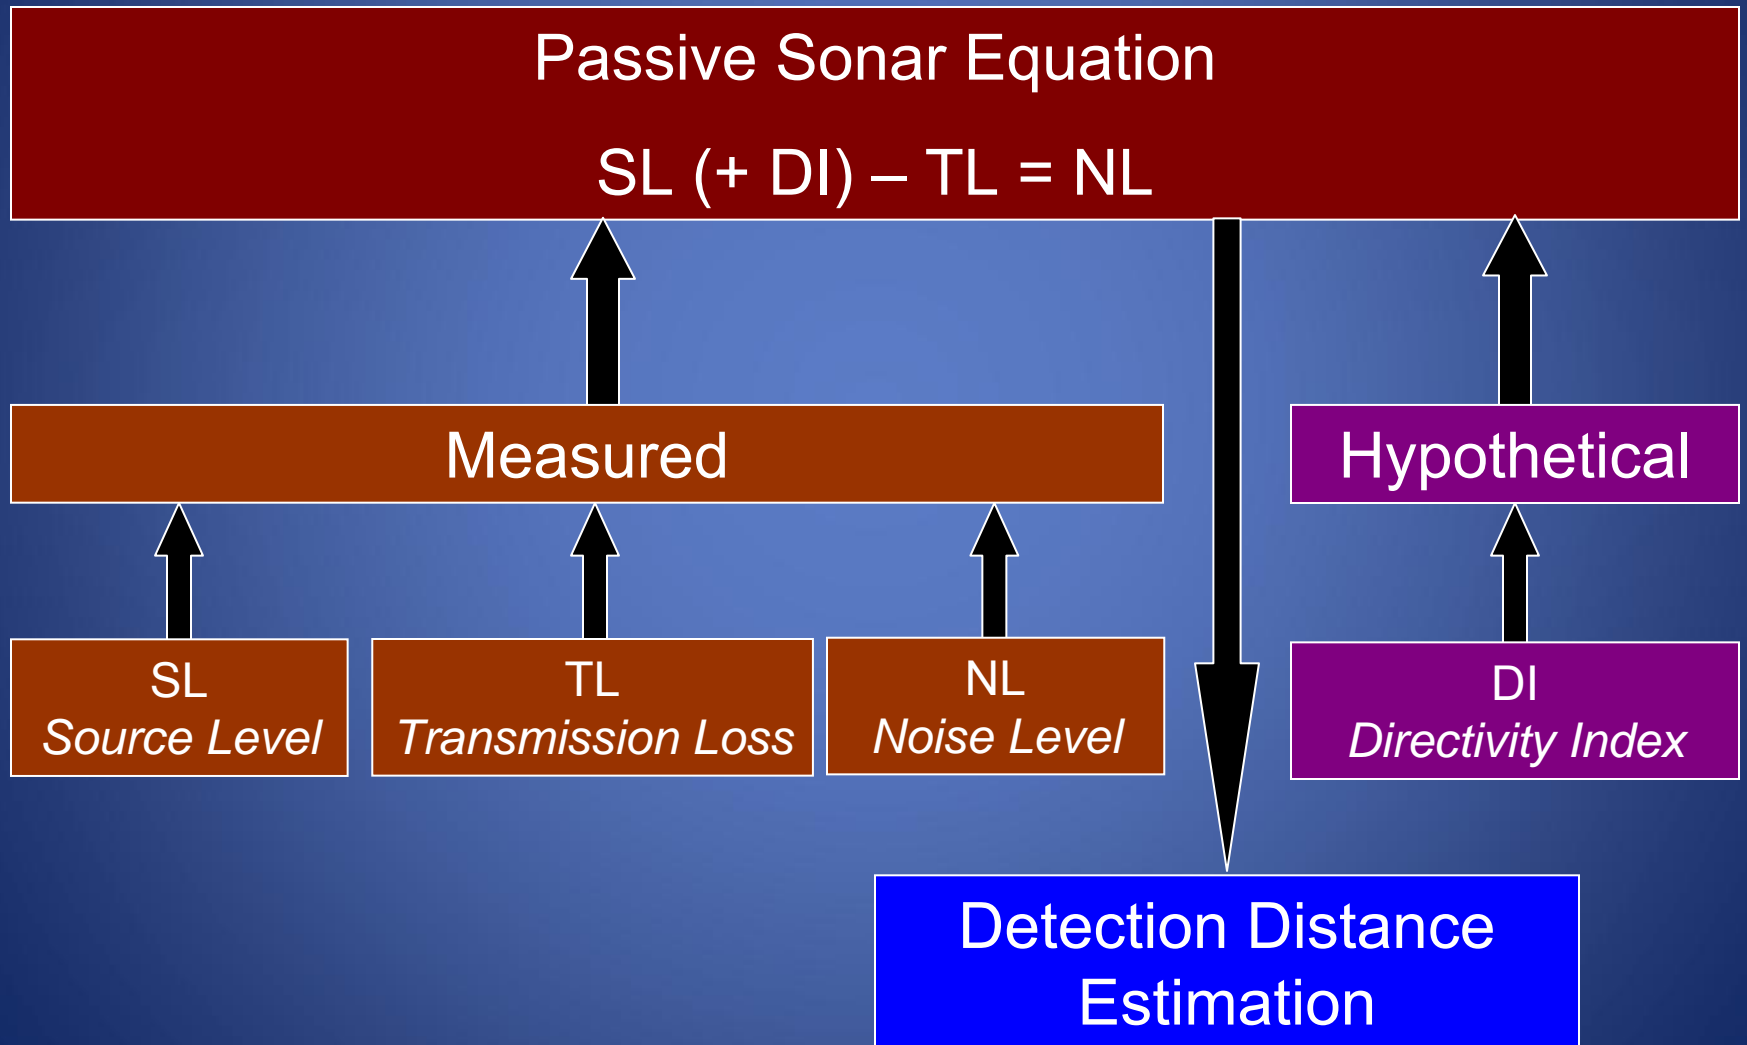 Passive Sonar Equation
SL (+ DI) – TL = NL
Measured
Hypothetical
SL
Source Level
TL
Transmission Loss
NL
Noise Level
DI
Directivity Index
Detection Distance
Estimation